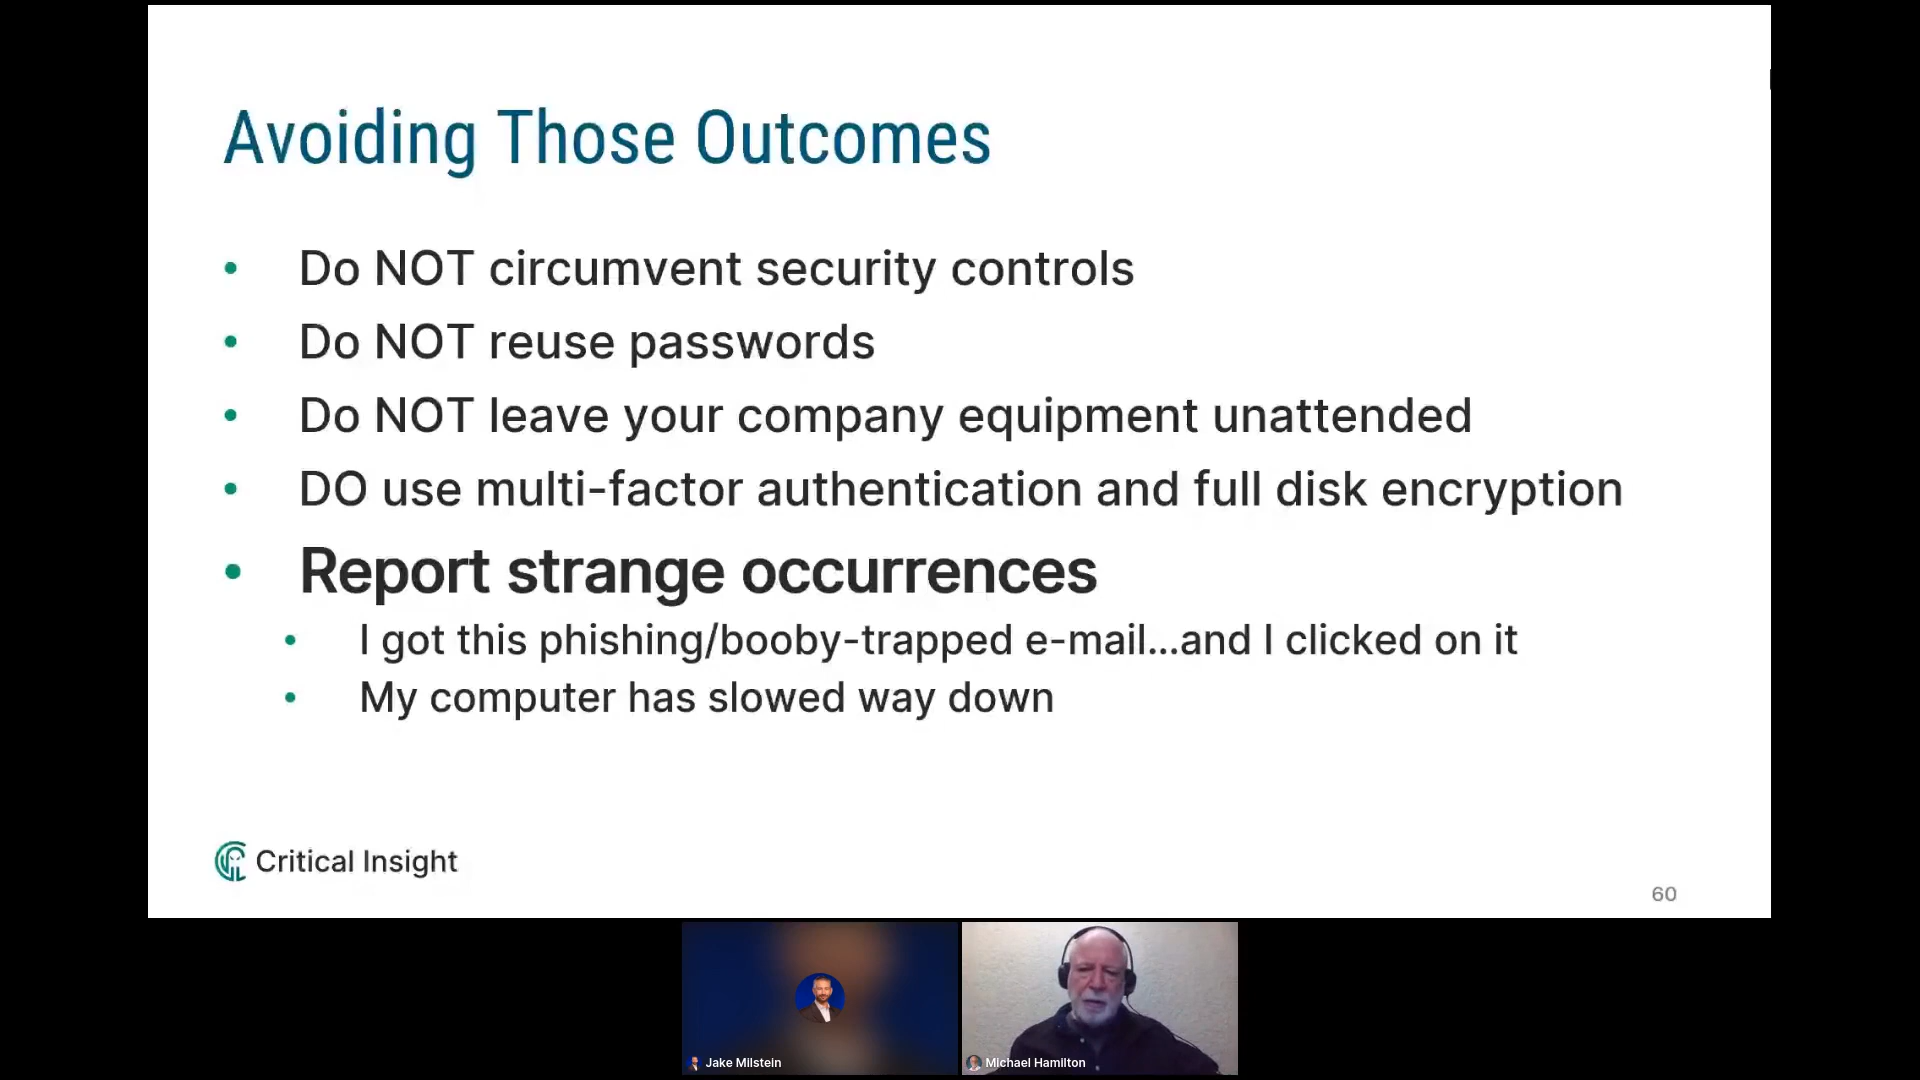 Avoiding Those Outcomes
• Do NOT circumvent security controls
• Do NOT reuse passwords
• Do NOT leave your company equipment unattended
• DO use multi-factor authentication and full disk encryption
• Report strange occurrences
• I got this phishing/booby-trapped e-mail...and I clicked on it
• My computer has slowed way down
Critical Insight
60
Jake Milstein
Michael Hamilton